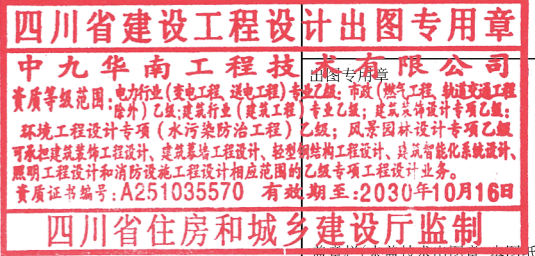 四川省建设工程设计出图专用章
中九华南工程技术有限公司
出图专用章
资质等级范围:电力行业(变电工程、送电工程)专业乙级;市政(燃气工程、轨道交通工程
除外)乙级;建筑行业(建筑工程)专业乙级;建筑装饰设计专项乙级;
环境工程设计专项(水污染防治工程)乙级;风景园林设计专项乙级
可承担建筑装饰工程设计、建筑幕墙工程设计、轻型钢结构工程设计、建筑智能化系统设计、
照明工程设计和消防设施工程设计相应范围的乙级专项工程设计业务。
资质证书编号:A251035570 有效期至:2030年10月16日
四川省住房和城乡建设厅监制